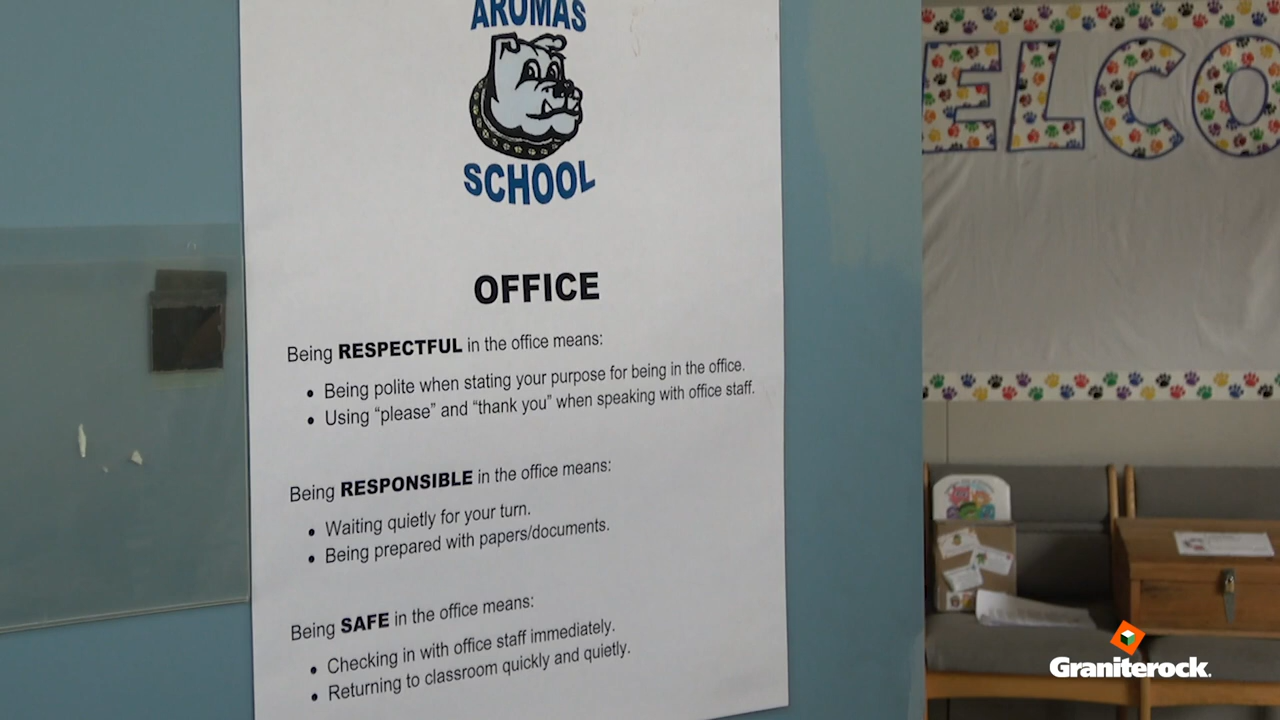 AROMAS
SCHOOL
OFFICE
Being RESPECTFUL in the office means:
• Being polite when stating your purpose for being in the office.
• Using “please” and “thank you” when speaking with office staff.
Being RESPONSIBLE in the office means:
• Waiting quietly for your turn.
• Being prepared with papers/documents.
Being SAFE in the office means:
• Checking in with office staff immediately.
• Returning to classroom quickly and quietly.
ELCO
Graniterock.